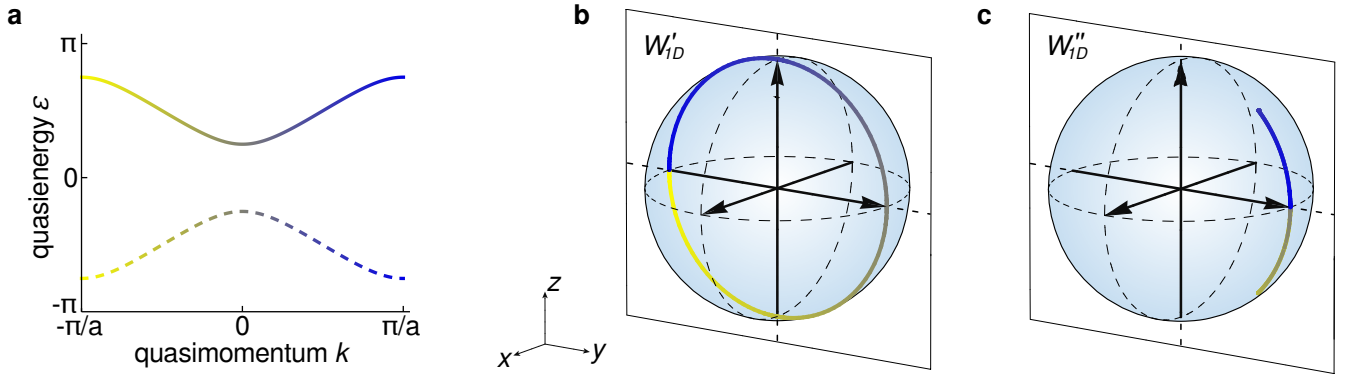 a
π
0
-π
quasienergy ε
-π/a
0
π/a
quasimomentum k
b
W'1D
z
x
y
c
W''1D